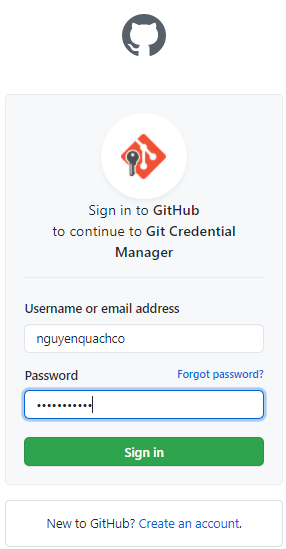 Sign in to GitHub
to continue to Git Credential
Manager
Username or email address
nguyenquachco
Password Forgot password?
•••••••••••
Sign in
New to GitHub? Create an account.